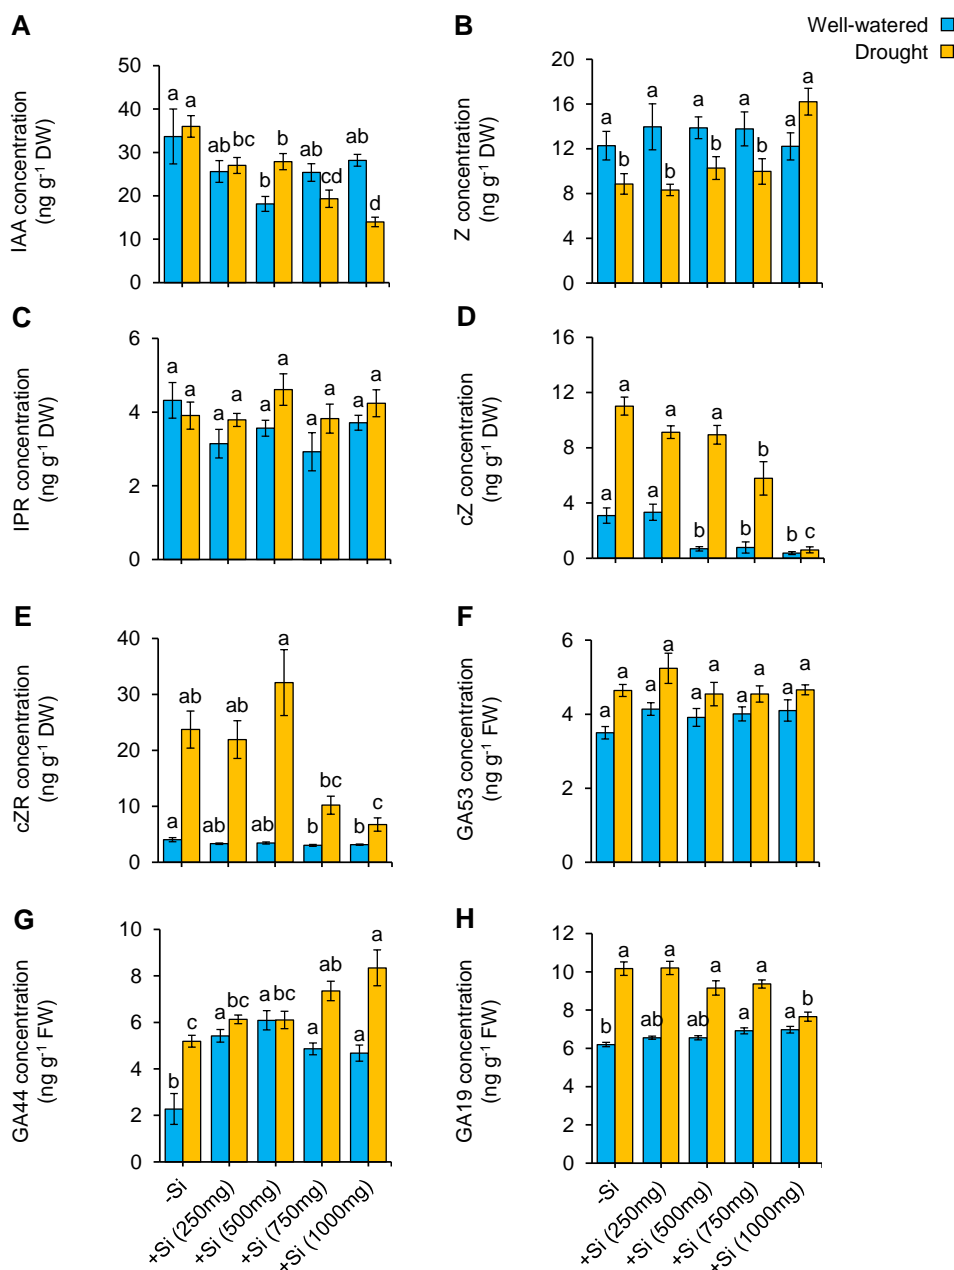 A
B
Well-watered
Drought
IAA concentration
(ng g-1 DW)
50
40
30
20
10
0
a a ab bc b b ab cd ab d
Z concentration
(ng g-1 DW)
20
16
12
8
4
0
a b a b a b a b a a
C
D
IPR concentration
(ng g-1 DW)
6
4
2
0
a a a a a a a a a a
cZ concentration
(ng g-1 DW)
16
12
8
4
0
a a a a b a b b b c
E
F
cZR concentration
(ng g-1 DW)
40
30
20
10
0
a ab ab ab ab a b bc b c
GA53 concentration
(ng g-1 FW)
6
4
2
0
a a a a a a a a a a
G
H
GA44 concentration
(ng g-1 FW)
10
8
6
4
2
0
b c a bc a bc a ab a a
GA19 concentration
(ng g-1 FW)
12
10
8
6
4
2
0
b a ab a ab a a a a b
-Si
+Si (250mg)
+Si (500mg)
+Si (750mg)
+Si (1000mg)
-Si
+Si (250mg)
+Si (500mg)
+Si (750mg)
+Si (1000mg)